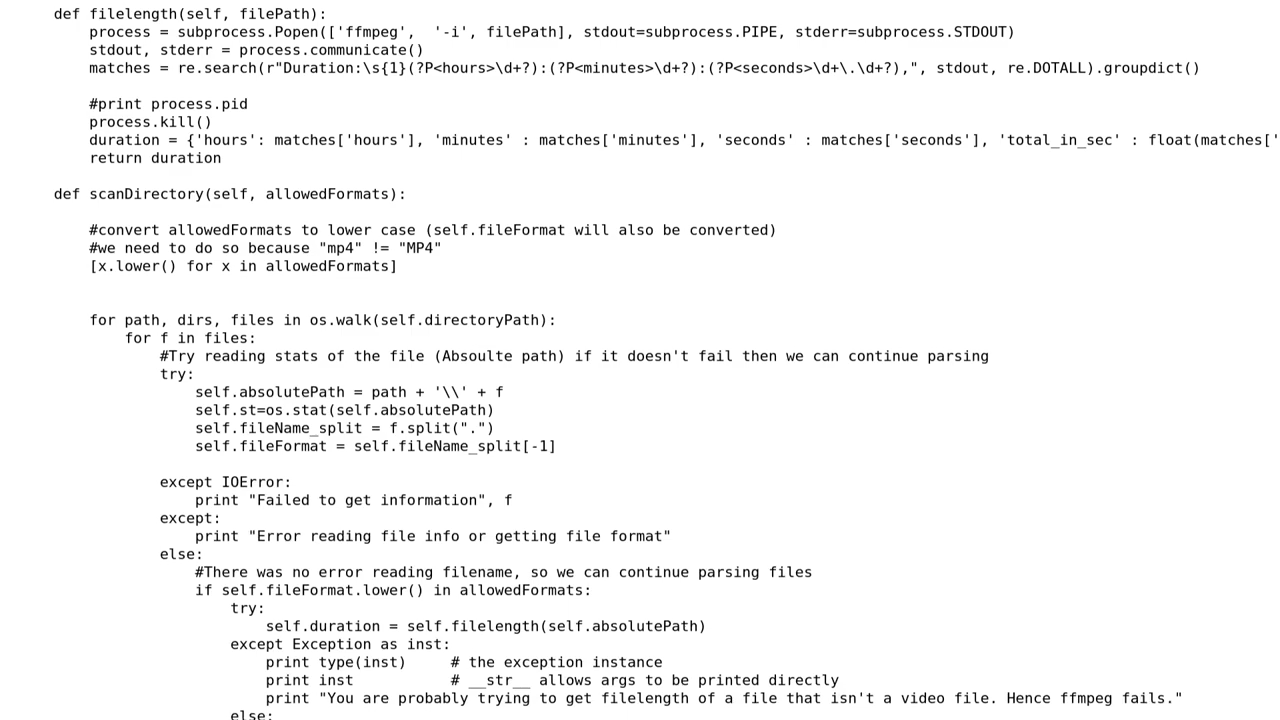 def filelength(self, filePath):
process = subprocess.Popen(['ffmpeg',  '-i', filePath], stdout=subprocess.PIPE, stderr=subprocess.STDOUT)
stdout, stderr = process.communicate()
matches = re.search(r"Duration:\s{1}(?P<hours>\d+?):(?P<minutes>\d+?):(?P<seconds>\d+\.\d+?),", stdout, re.DOTALL).groupdict()
#print process.pid
process.kill()
duration = {'hours': matches['hours'], 'minutes' : matches['minutes'], 'seconds' : matches['seconds'], 'total_in_sec' : float(matches['
return duration
def scanDirectory(self, allowedFormats):
#convert allowedFormats to lower case (self.fileFormat will also be converted)
#we need to do so because "mp4" != "MP4"
[x.lower() for x in allowedFormats]
for path, dirs, files in os.walk(self.directoryPath):
for f in files:
#Try reading stats of the file (Absoulte path) if it doesn't fail then we can continue parsing
try:
self.absolutePath = path + '\\' + f
self.st=os.stat(self.absolutePath)
self.fileName_split = f.split(".")
self.fileFormat = self.fileName_split[-1]
except IOError:
print "Failed to get information", f
except:
print "Error reading file info or getting file format"
else:
#There was no error reading filename, so we can continue parsing files
if self.fileFormat.lower() in allowedFormats:
try:
self.duration = self.filelength(self.absolutePath)
except Exception as inst:
print type(inst)     # the exception instance
print inst           # __str__ allows args to be printed directly
print "You are probably trying to get filelength of a file that isn't a video file. Hence ffmpeg fails."
else: